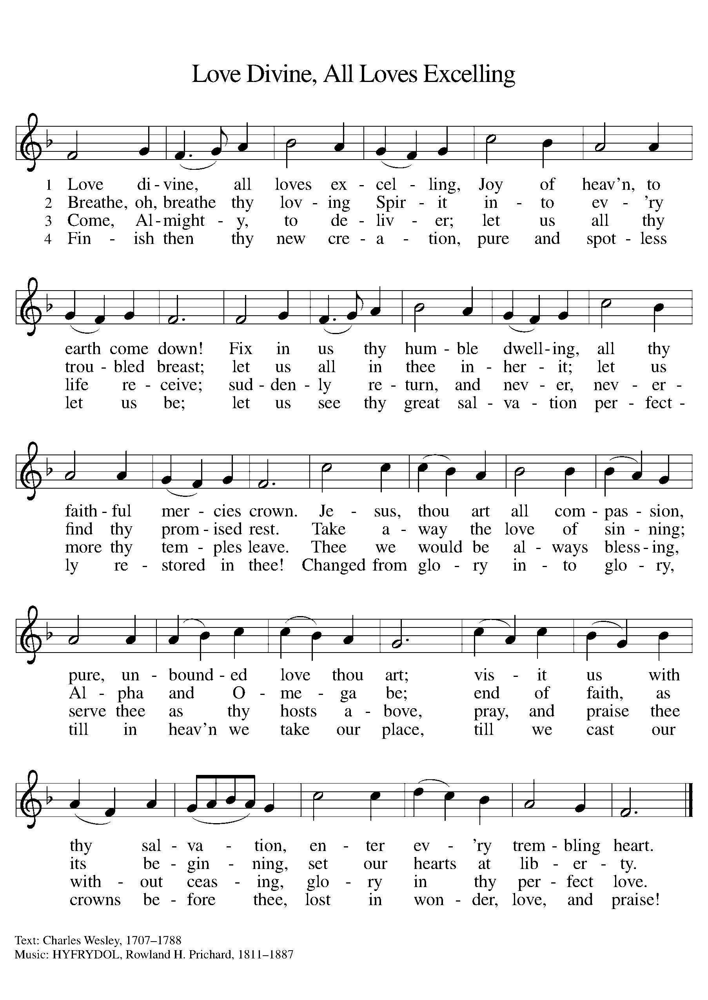 Love Divine, All Loves Excelling
1 Love di - vine, all loves ex - cel - ling, Joy of heav'n, to
2 Breathe, oh, breathe thy lov - ing Spir - it in - to ev - 'ry
3 Come, Al - might - y, to de - liv - er; let us all thy
4 Fin - ish then thy new cre - a - tion, pure and spot - less
earth come down! Fix in us thy hum - ble dwell - ing, all thy
trou - bled breast; let us all in thee in - her - it; let us
life re - ceive; sud - den - ly re - turn, and nev - er, nev - er -
let us be; let us see thy great sal - va - tion per - fect -
faith - ful mer - cies crown. Je - sus, thou art all com - pas - sion,
find thy prom - ised rest. Take a - way the love of sin - ning;
more thy tem - ples leave. Thee we would be al - ways bless - ing,
ly re - stored in thee! Changed from glo - ry in - to glo - ry,
pure, un - bound - ed love thou art; vis - it us with
Al - pha and O - me - ga be; end of faith, as
serve thee as thy hosts a - bove, pray, and praise thee
till in heav'n we take our place, till we cast our
thy sal - va - tion, en - ter ev - 'ry trem - bling heart.
its be - gin - ning, set our hearts at lib - er - ty.
with - out ceas - ing, glo - ry in thy per - fect love.
crowns be - fore thee, lost in won - der, love, and praise!
Text: Charles Wesley, 1707–1788
Music: HYFRYDOL, Rowland H. Prichard, 1811–1887